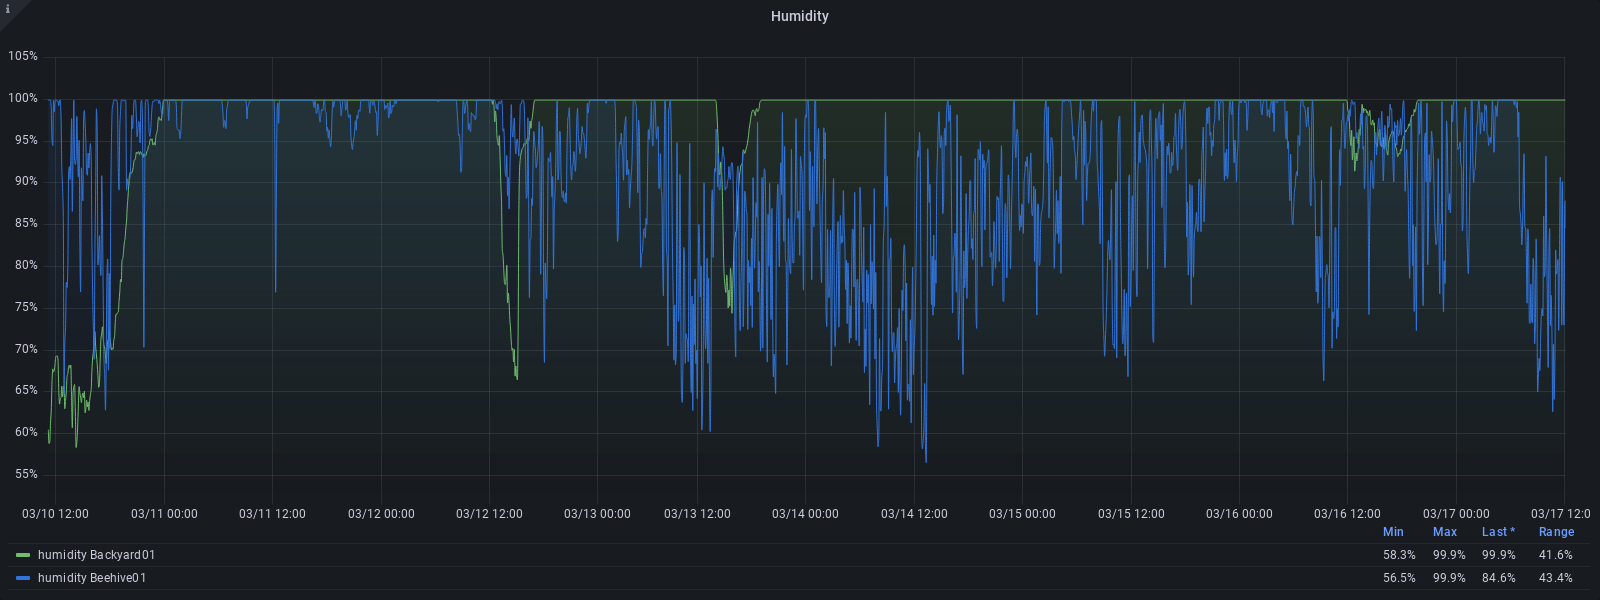 i
Humidity
105%
100%
95%
90%
85%
80%
75%
70%
65%
60%
55%
03/10 12:00 03/11 00:00 03/11 12:00 03/12 00:00 03/12 12:00 03/13 00:00 03/13 12:00 03/14 00:00 03/14 12:00 03/15 00:00 03/15 12:00 03/16 00:00 03/16 12:00 03/17 00:00 03/17 12:0
Min Max Last * Range
humidity Backyard01 58.3% 99.9% 99.9% 41.6%
humidity Beehive01 56.5% 99.9% 84.6% 43.4%